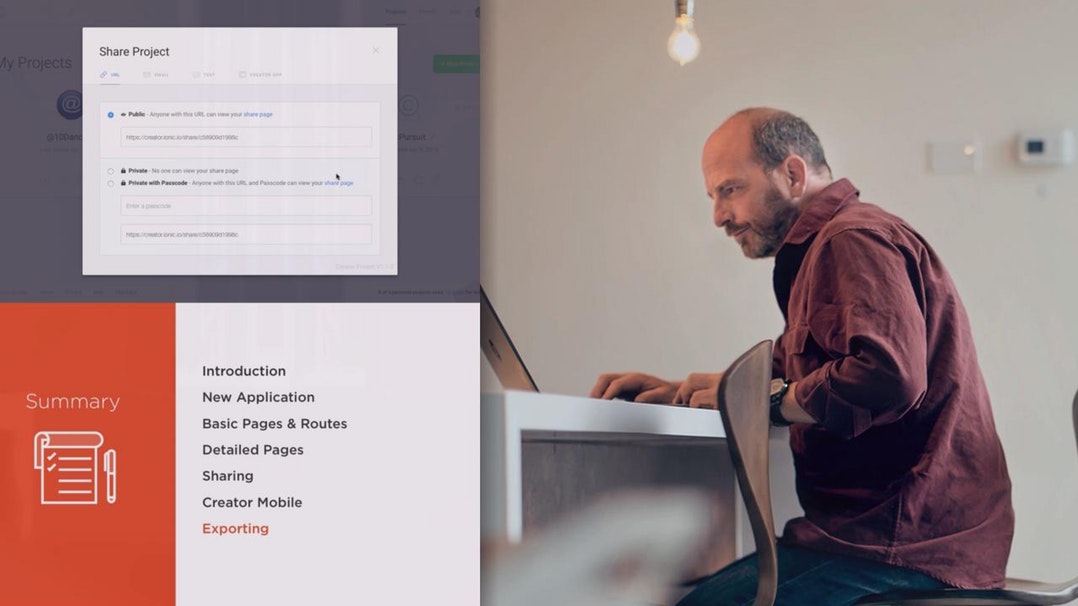 My Projects
Share Project
URL
EMAIL
TEXT
CREATOR APP
Public - Anyone with this URL can view your share page
https://creator.ionic.io/share/c56909d1998c
Private - No one can view your share page
Private with Passcode - Anyone with this URL and Passcode can view your share page
Enter a passcode
https://creator.ionic.io/share/c56909d1998c
Summary
Introduction
New Application
Basic Pages & Routes
Detailed Pages
Sharing
Creator Mobile
Exporting